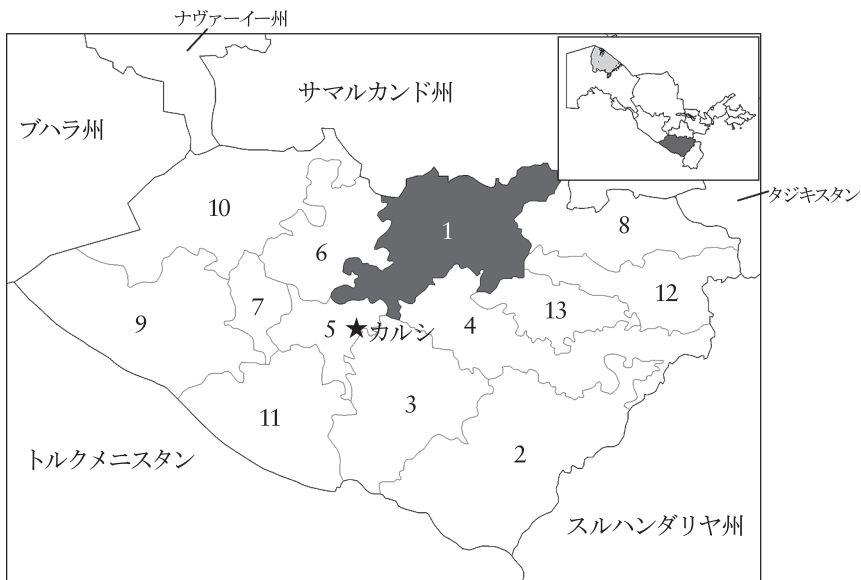 ナヴァーイー州
サマルカンド州
ブハラ州
タジキスタン
10
1
8
6
12
7
13
9
5
★カルシ
4
3
11
2
トルクメニスタン
スルハンダリヤ州